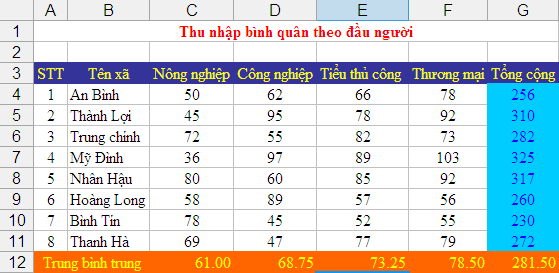 A B C D E F G
1 Thu nhập bình quân theo đầu người
2
3 STT Tên xã Nông nghiệp Công nghiệp Tiểu thủ công Thương mại Tổng cộng
4 1 An Bình 50 62 66 78 256
5 2 Thành Lợi 45 95 78 92 310
6 3 Trung chính 72 55 82 73 282
7 4 Mỹ Đình 36 97 89 103 325
8 5 Nhân Hậu 80 60 85 92 317
9 6 Hoàng Long 58 89 57 56 260
10 7 Bình Tín 78 45 52 55 230
11 8 Thanh Hà 69 47 77 79 272
12 Trung bình trung 61.00 68.75 73.25 78.50 281.50